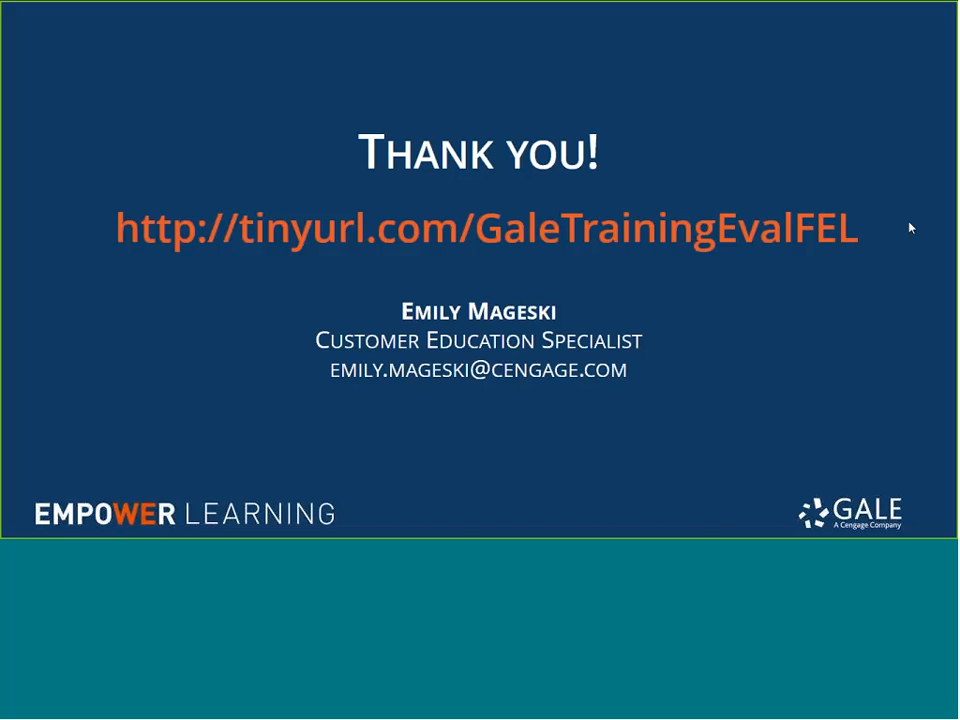 THANK YOU!
http://tinyurl.com/GaleTrainingEvalFEL
EMILY MAGESKI
CUSTOMER EDUCATION SPECIALIST
EMILY.MAGESKI@CENGAGE.COM
EMPOWER LEARNING
GALE
A Cengage Company